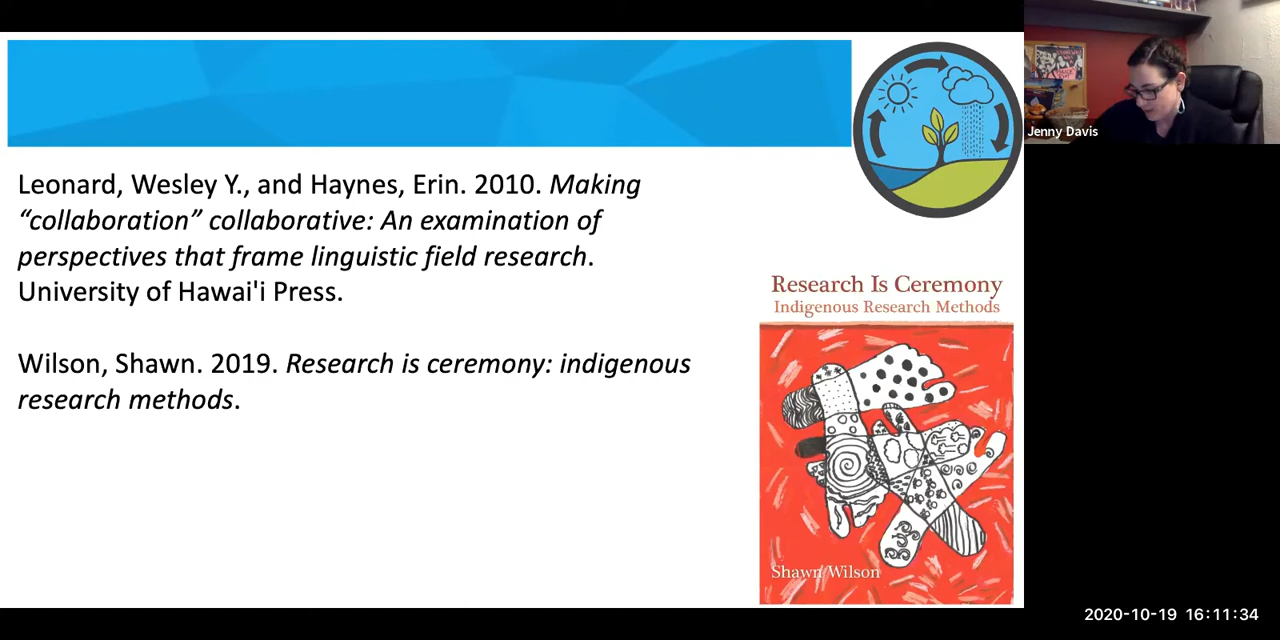 Leonard, Wesley Y., and Haynes, Erin. 2010. Making
“collaboration” collaborative: An examination of
perspectives that frame linguistic field research.
University of Hawai'i Press.
Wilson, Shawn. 2019. Research is ceremony: indigenous
research methods.
Research Is Ceremony
Indigenous Research Methods
Shawn Wilson
Jenny Davis
2020-10-19 16:11:34